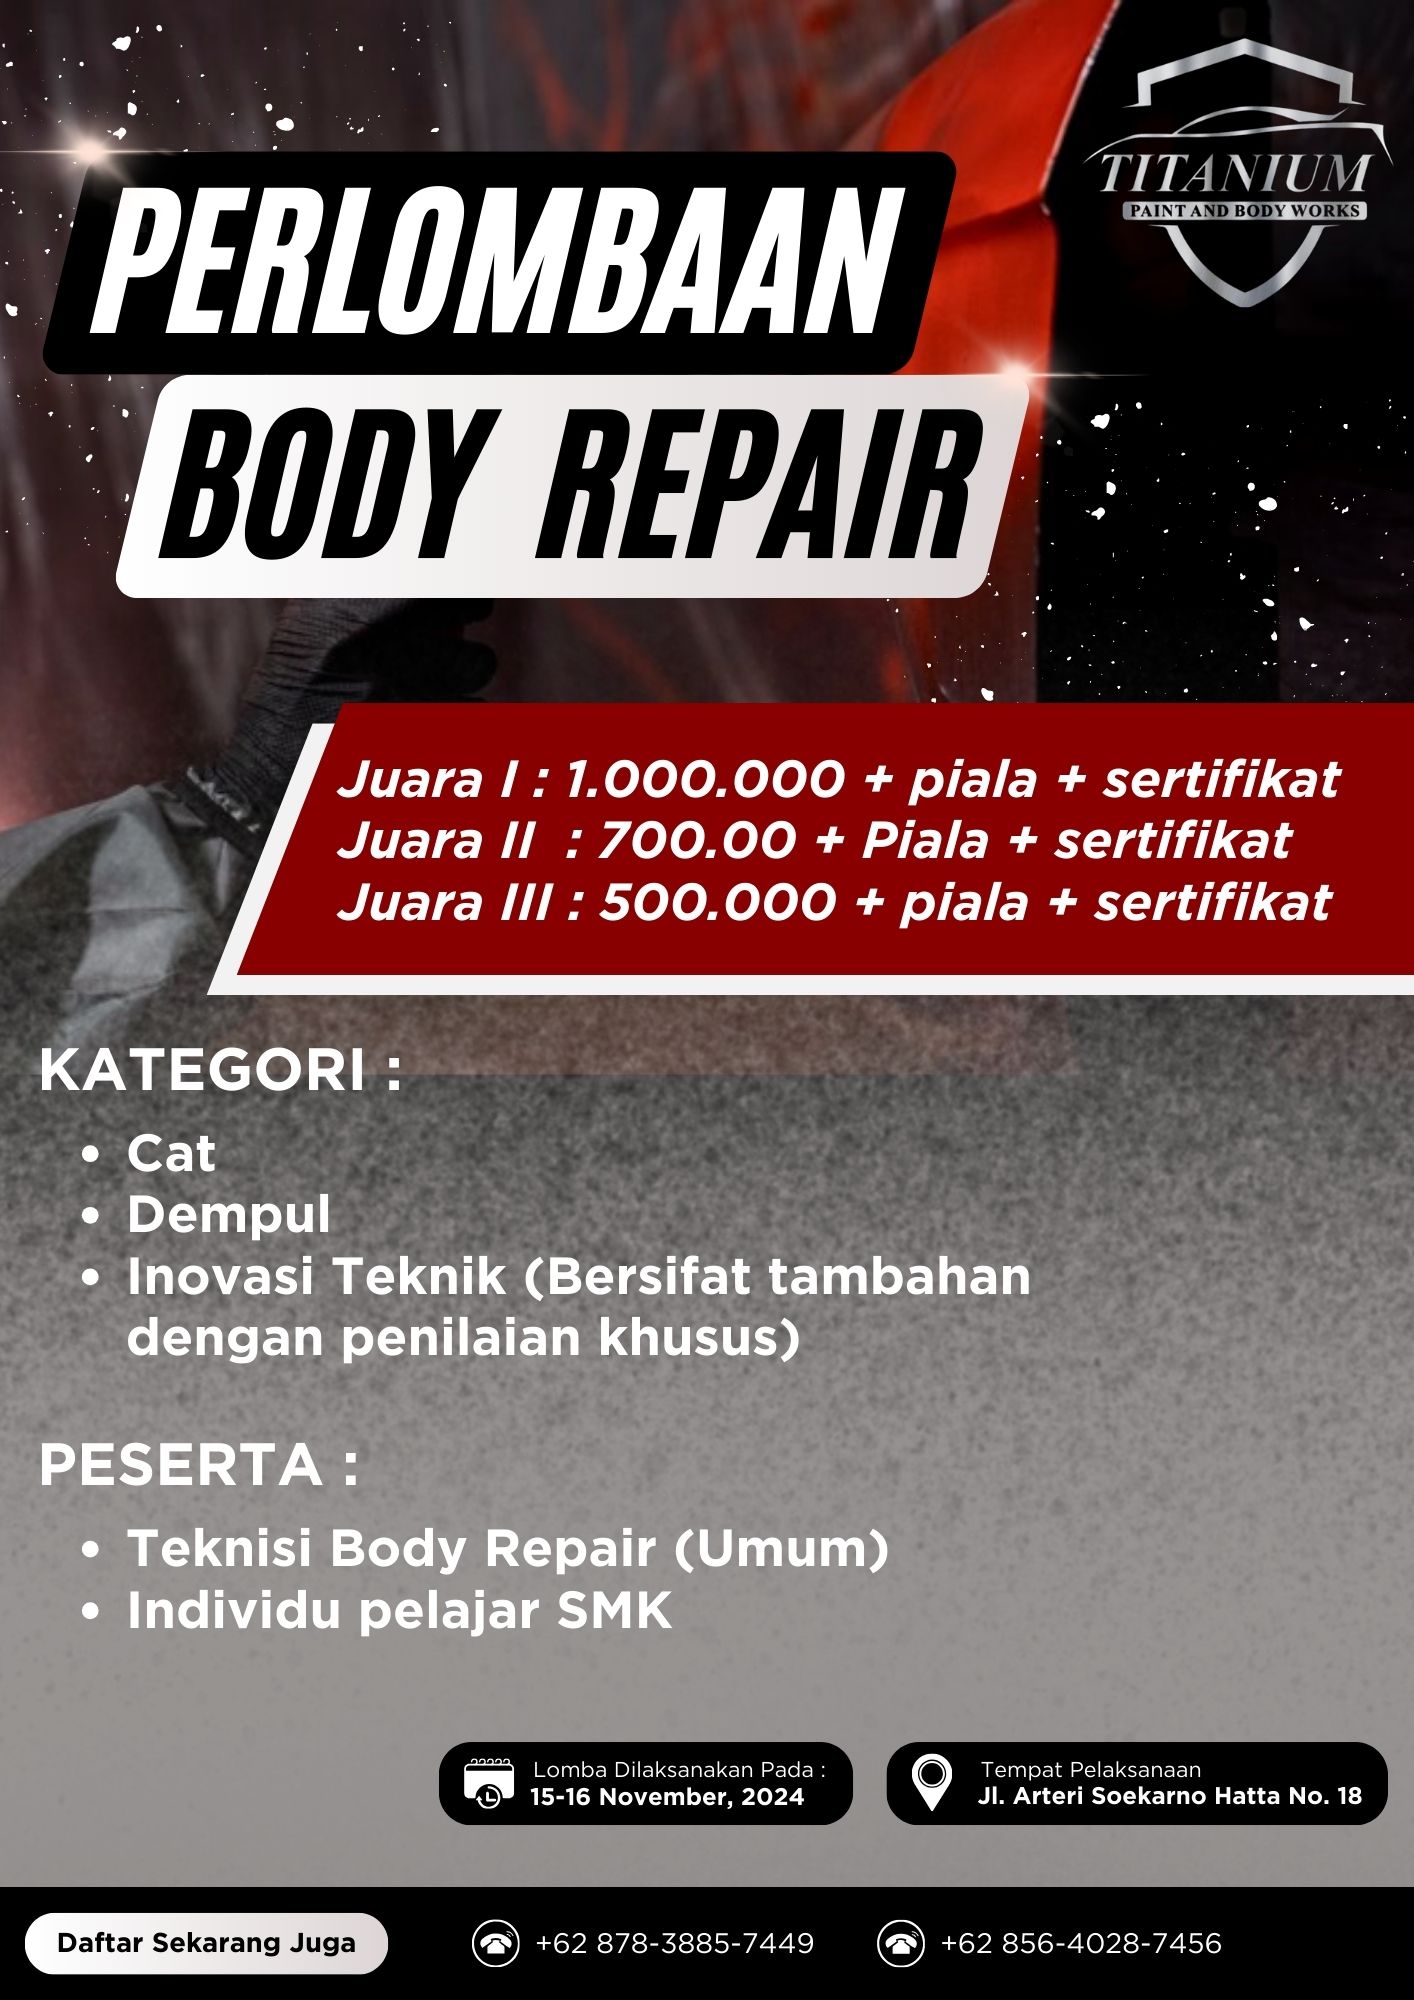 TITANIUM
PAINT AND BODY WORKS
PERLOMBAAN
BODY REPAIR
Juara I : 1.000.000 + piala + sertifikat
Juara II : 700.00 + Piala + sertifikat
Juara III : 500.000 + piala + sertifikat
KATEGORI :
• Cat
• Dempul
• Inovasi Teknik (Bersifat tambahan
dengan penilaian khusus)
PESERTA :
• Teknisi Body Repair (Umum)
• Individu pelajar SMK
Lomba Dilaksanakan Pada :
15-16 November, 2024
Tempat Pelaksanaan
Jl. Arteri Soekarno Hatta No. 18
Daftar Sekarang Juga
+62 878-3885-7449
+62 856-4028-7456